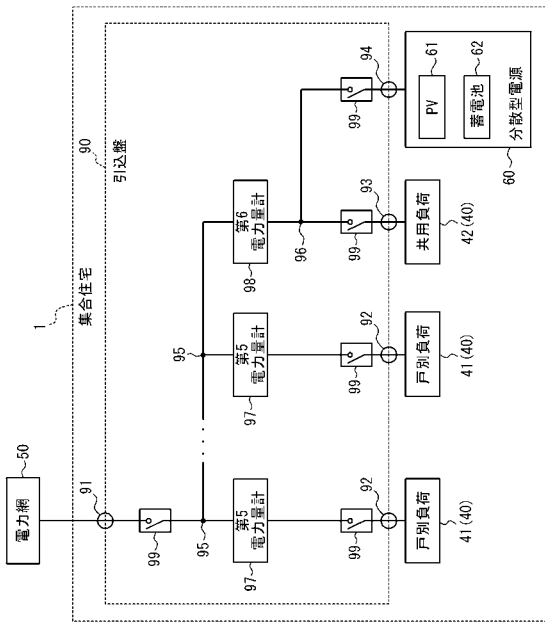 1
集合住宅
90
引込盤
50
電力網
91
99
95
95
第5
電力量計
97
第5
電力量計
97
第6
電力量計
98
96
99
99
99
99
92
92
93
94
戸別負荷
41(40)
戸別負荷
41(40)
共用負荷
42(40)
PV
61
蓄電池
62
分散型電源
60